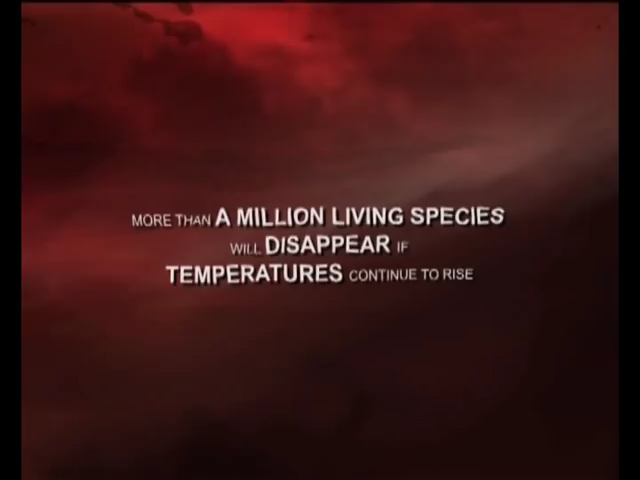 MORE THAN A MILLION LIVING SPECIES
WILL DISAPPEAR IF
TEMPERATURES CONTINUE TO RISE